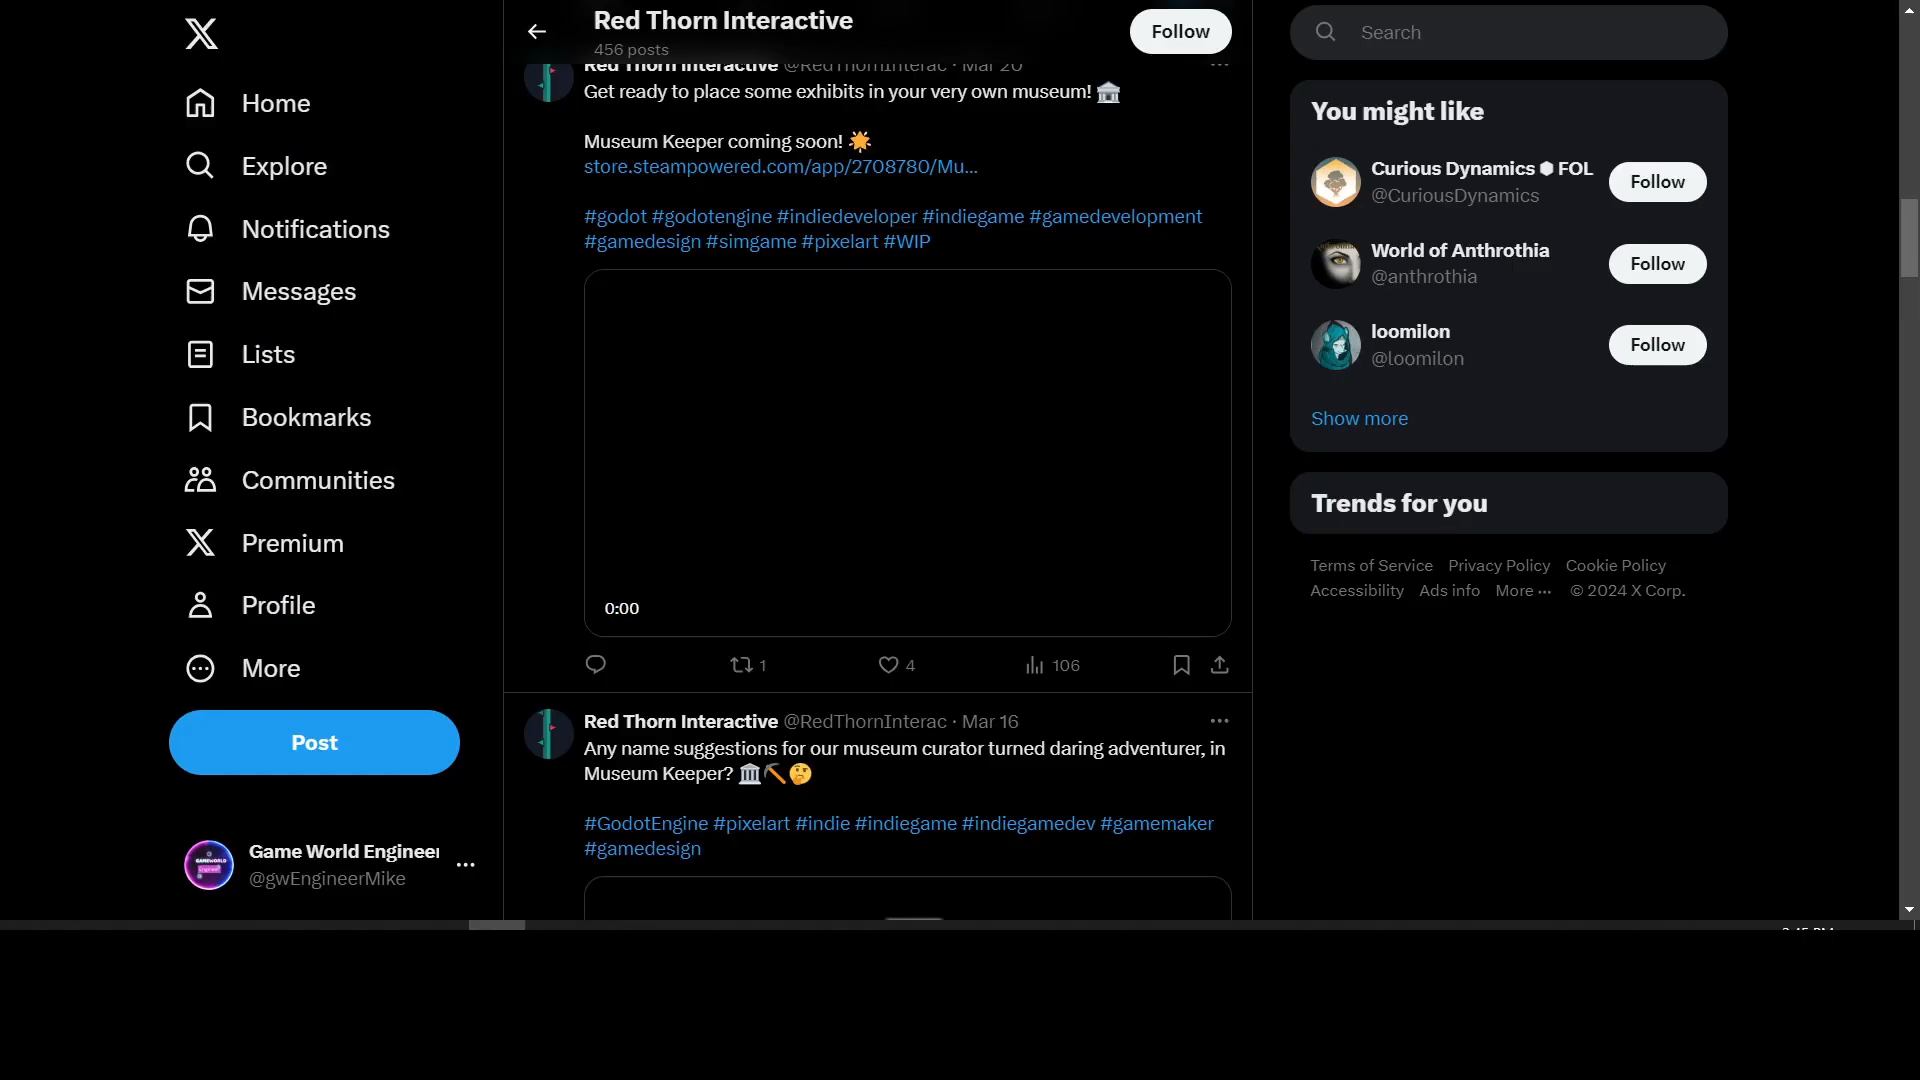 Home
Explore
Notifications
Messages
Lists
Bookmarks
Communities
Premium
Profile
More
Post
Game World Engineer
@gwEngineerMike
Red Thorn Interactive
456 posts
Follow
Red Thorn Interactive @RedThornInterac · Mar 20
Get ready to place some exhibits in your very own museum! 🏛️
Museum Keeper coming soon! 🌟
store.steampowered.com/app/2708780/Mu...
#godot #godotengine #indiedeveloper #indiegame #gamedevelopment
#gamedesign #simgame #pixelart #WIP
0:00
1 4 106
Red Thorn Interactive @RedThornInterac · Mar 16
Any name suggestions for our museum curator turned daring adventurer, in
Museum Keeper? 🏛️⛏️🤔
#GodotEngine #pixelart #indie #indiegame #indiegamedev #gamemaker
#gamedesign
Search
You might like
Curious Dynamics ⬢ FOL
@CuriousDynamics
Follow
World of Anthrothia
@anthrothia
Follow
loomilon
@loomilon
Follow
Show more
Trends for you
Terms of Service Privacy Policy Cookie Policy
Accessibility Ads info More ··· © 2024 X Corp.